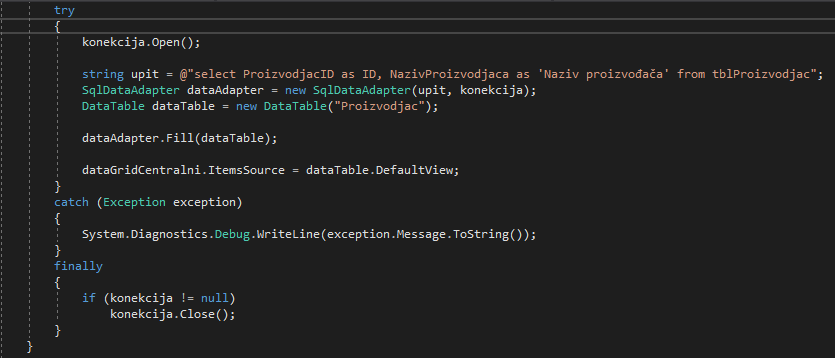 try
{
konekcija.Open();
string upit = @"select ProizvodjacID as ID, NazivProizvodjaca as 'Naziv proizvođača' from tblProizvodjac";
SqlDataAdapter dataAdapter = new SqlDataAdapter(upit, konekcija);
DataTable dataTable = new DataTable("Proizvodjac");
dataAdapter.Fill(dataTable);
dataGridCentralni.ItemsSource = dataTable.DefaultView;
}
catch (Exception exception)
{
System.Diagnostics.Debug.WriteLine(exception.Message.ToString());
}
finally
{
if (konekcija != null)
konekcija.Close();
}
}